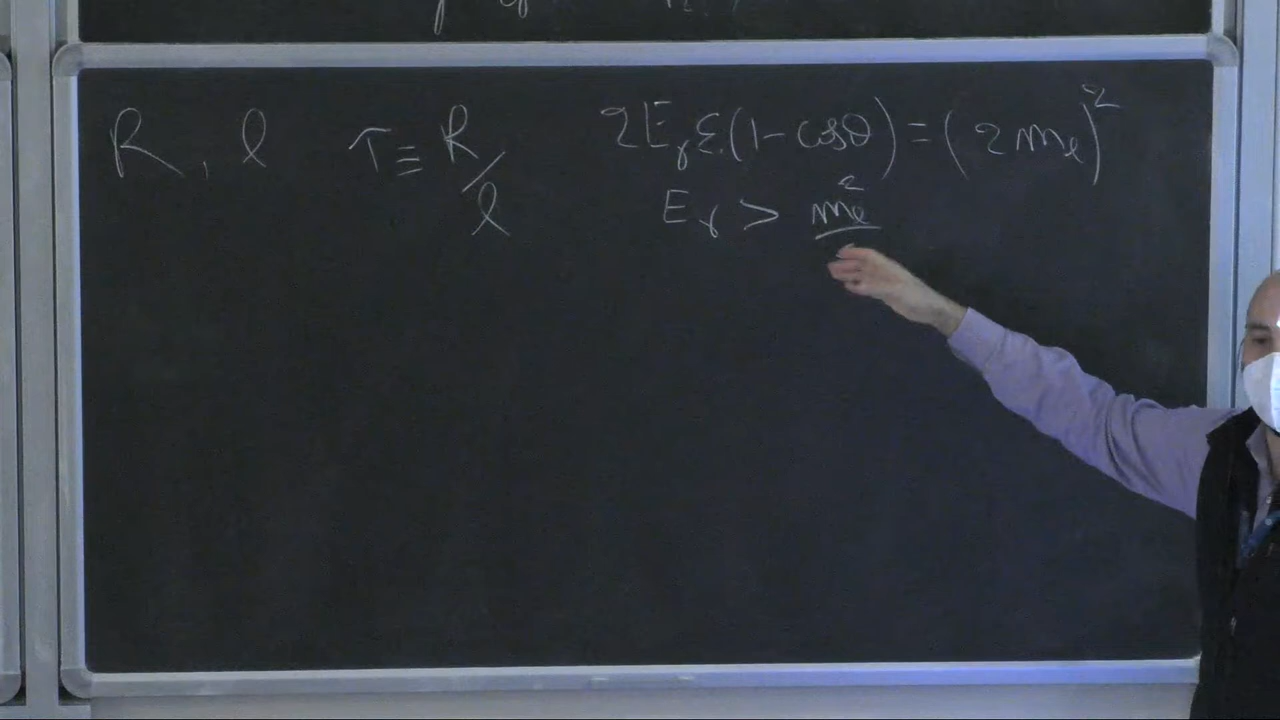 R, l τ ≡ R/l
2E_γ ε(1 - cosθ) = (2m_e)²
E_γ > m_e²